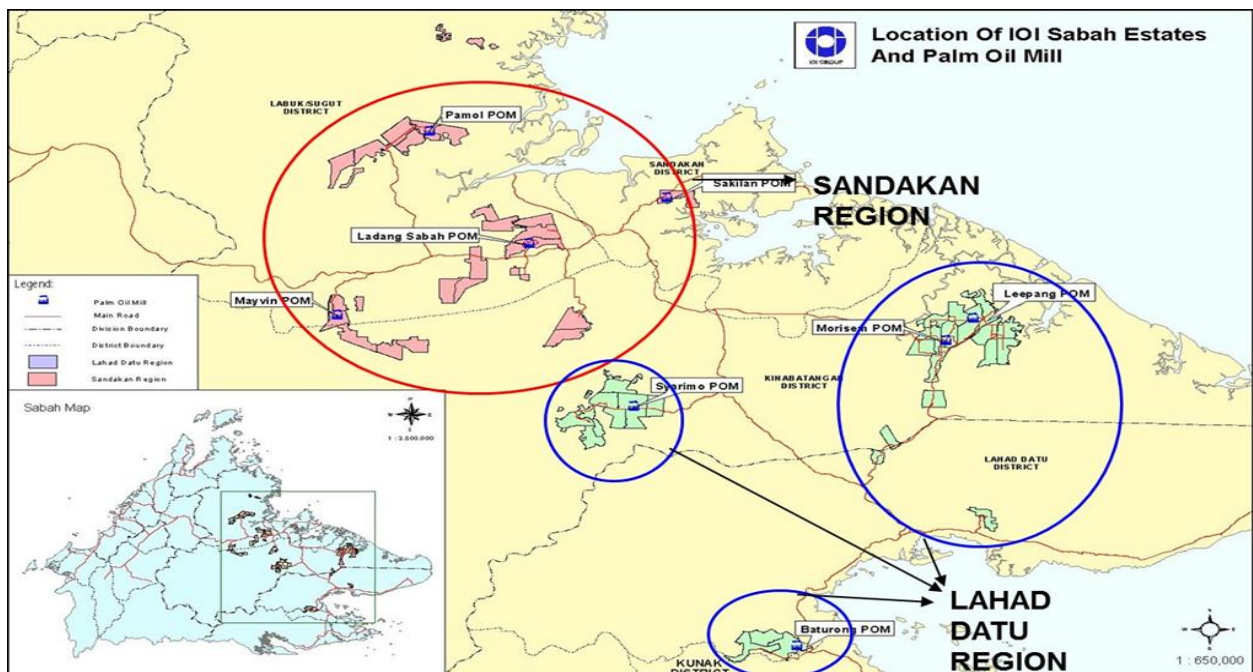 IOI GROUP
Location Of IOI Sabah Estates
And Palm Oil Mill
LABUK/SUGUT
DISTRICT
Pamol POM
SANDAKAN
DISTRICT
Sakilan POM
SANDAKAN
REGION
Ladang Sabah POM
Mayvin POM
Legend:
Palm Oil Mill
Main Road
Division Boundary
District Boundary
Lahad Datu Region
Sandakan Region
Leepang POM
Morisem POM
Syarimo POM
KINABATANGAN
DISTRICT
LAHAD DATU
DISTRICT
Sabah Map
N
W
E
S
1 : 3,500,000
LAHAD
DATU
REGION
Baturong POM
KUNAK
DISTRICT
1 : 650,000